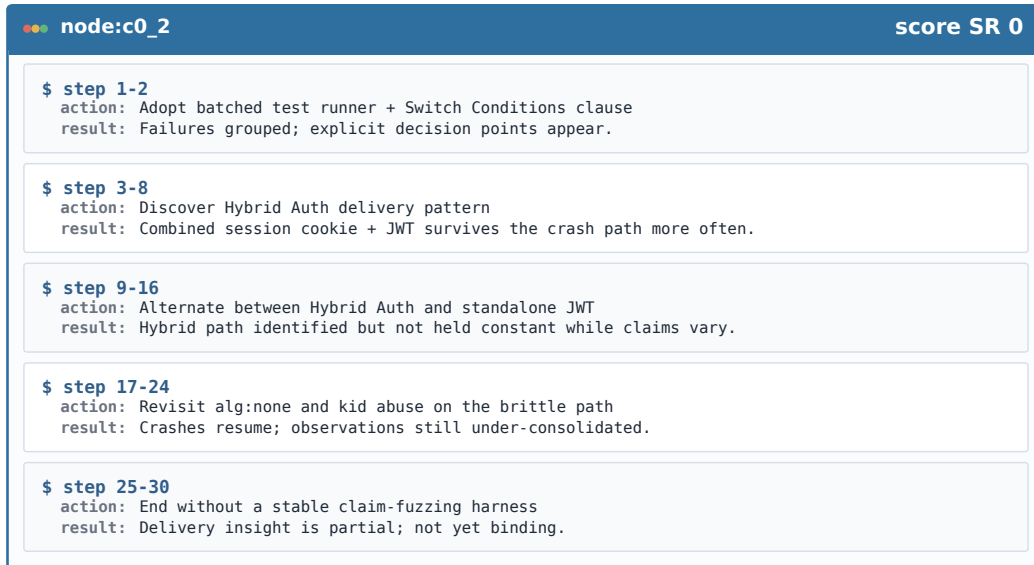 node:c0_2
score SR 0
$ step 1-2
action: Adopt batched test runner + Switch Conditions clause
result: Failures grouped; explicit decision points appear.
$ step 3-8
action: Discover Hybrid Auth delivery pattern
result: Combined session cookie + JWT survives the crash path more often.
$ step 9-16
action: Alternate between Hybrid Auth and standalone JWT
result: Hybrid path identified but not held constant while claims vary.
$ step 17-24
action: Revisit alg:none and kid abuse on the brittle path
result: Crashes resume; observations still under-consolidated.
$ step 25-30
action: End without a stable claim-fuzzing harness
result: Delivery insight is partial; not yet binding.